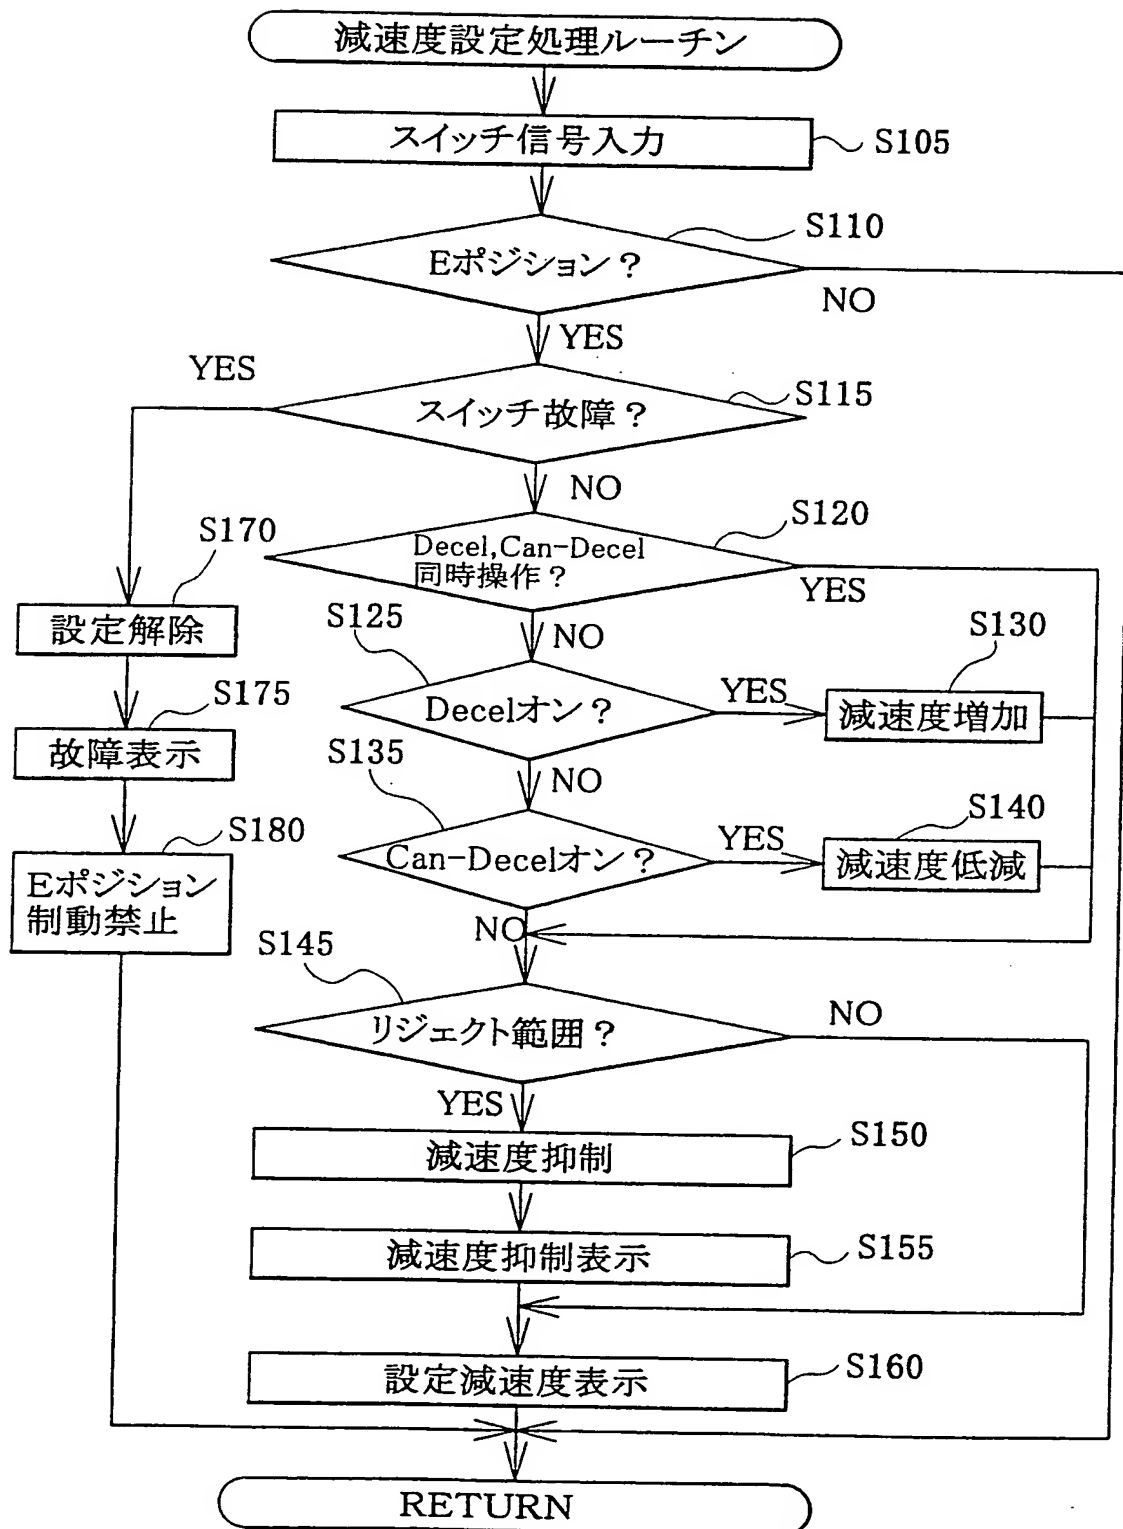 減速度設定処理ルーチン
スイッチ信号入力
S105
S110
Eポジション?
NO
YES
YES
S115
スイッチ故障?
NO
S120
Decel,Can-Decel
同時操作?
YES
S170
設定解除
S125
NO
S130
Decelオン?
YES
減速度増加
S175
故障表示
S135
NO
S140
Can-Decelオン?
YES
減速度低減
S180
Eポジション
制動禁止
NO
S145
リジェクト範囲?
NO
YES
S150
減速度抑制
減速度抑制表示
S155
設定減速度表示
S160
RETURN